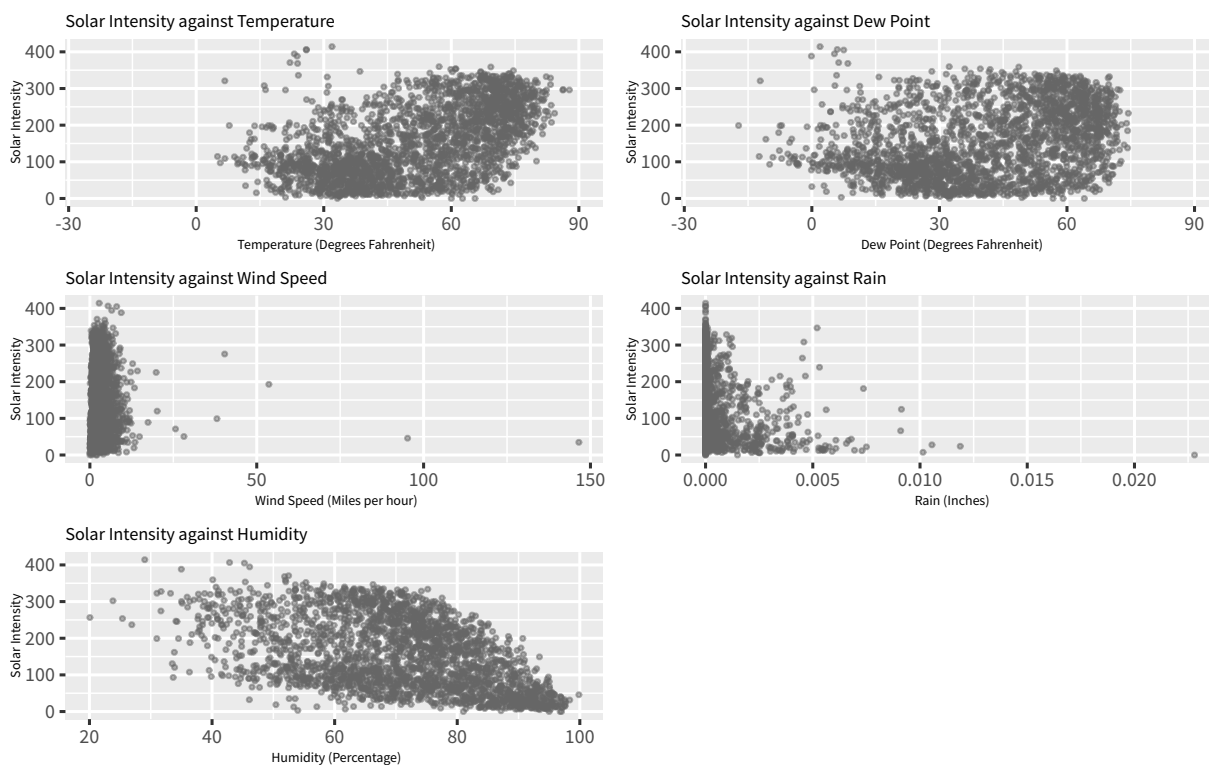 Solar Intensity against Temperature
400
300
200
100
0
Solar Intensity
-30 0 30 60 90
Temperature (Degrees Fahrenheit)
Solar Intensity against Dew Point
400
300
200
100
0
Solar Intensity
-30 0 30 60 90
Dew Point (Degrees Fahrenheit)
Solar Intensity against Wind Speed
400
300
200
100
0
Solar Intensity
0 50 100 150
Wind Speed (Miles per hour)
Solar Intensity against Rain
400
300
200
100
0
Solar Intensity
0.000 0.005 0.010 0.015 0.020
Rain (Inches)
Solar Intensity against Humidity
400
300
200
100
0
Solar Intensity
20 40 60 80 100
Humidity (Percentage)